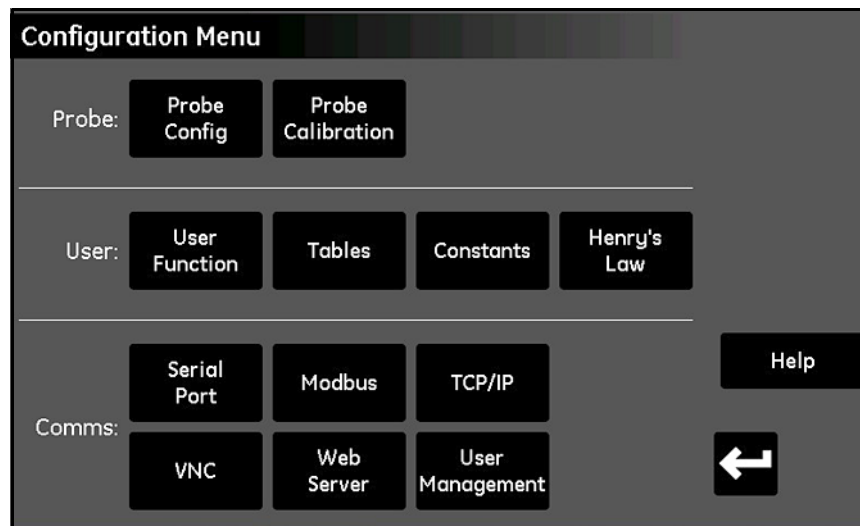 Configuration Menu
Probe:
Probe
Config
Probe
Calibration
User:
User
Function
Tables
Constants
Henry's
Law
Comms:
Serial
Port
Modbus
TCP/IP
VNC
Web
Server
User
Management
Help